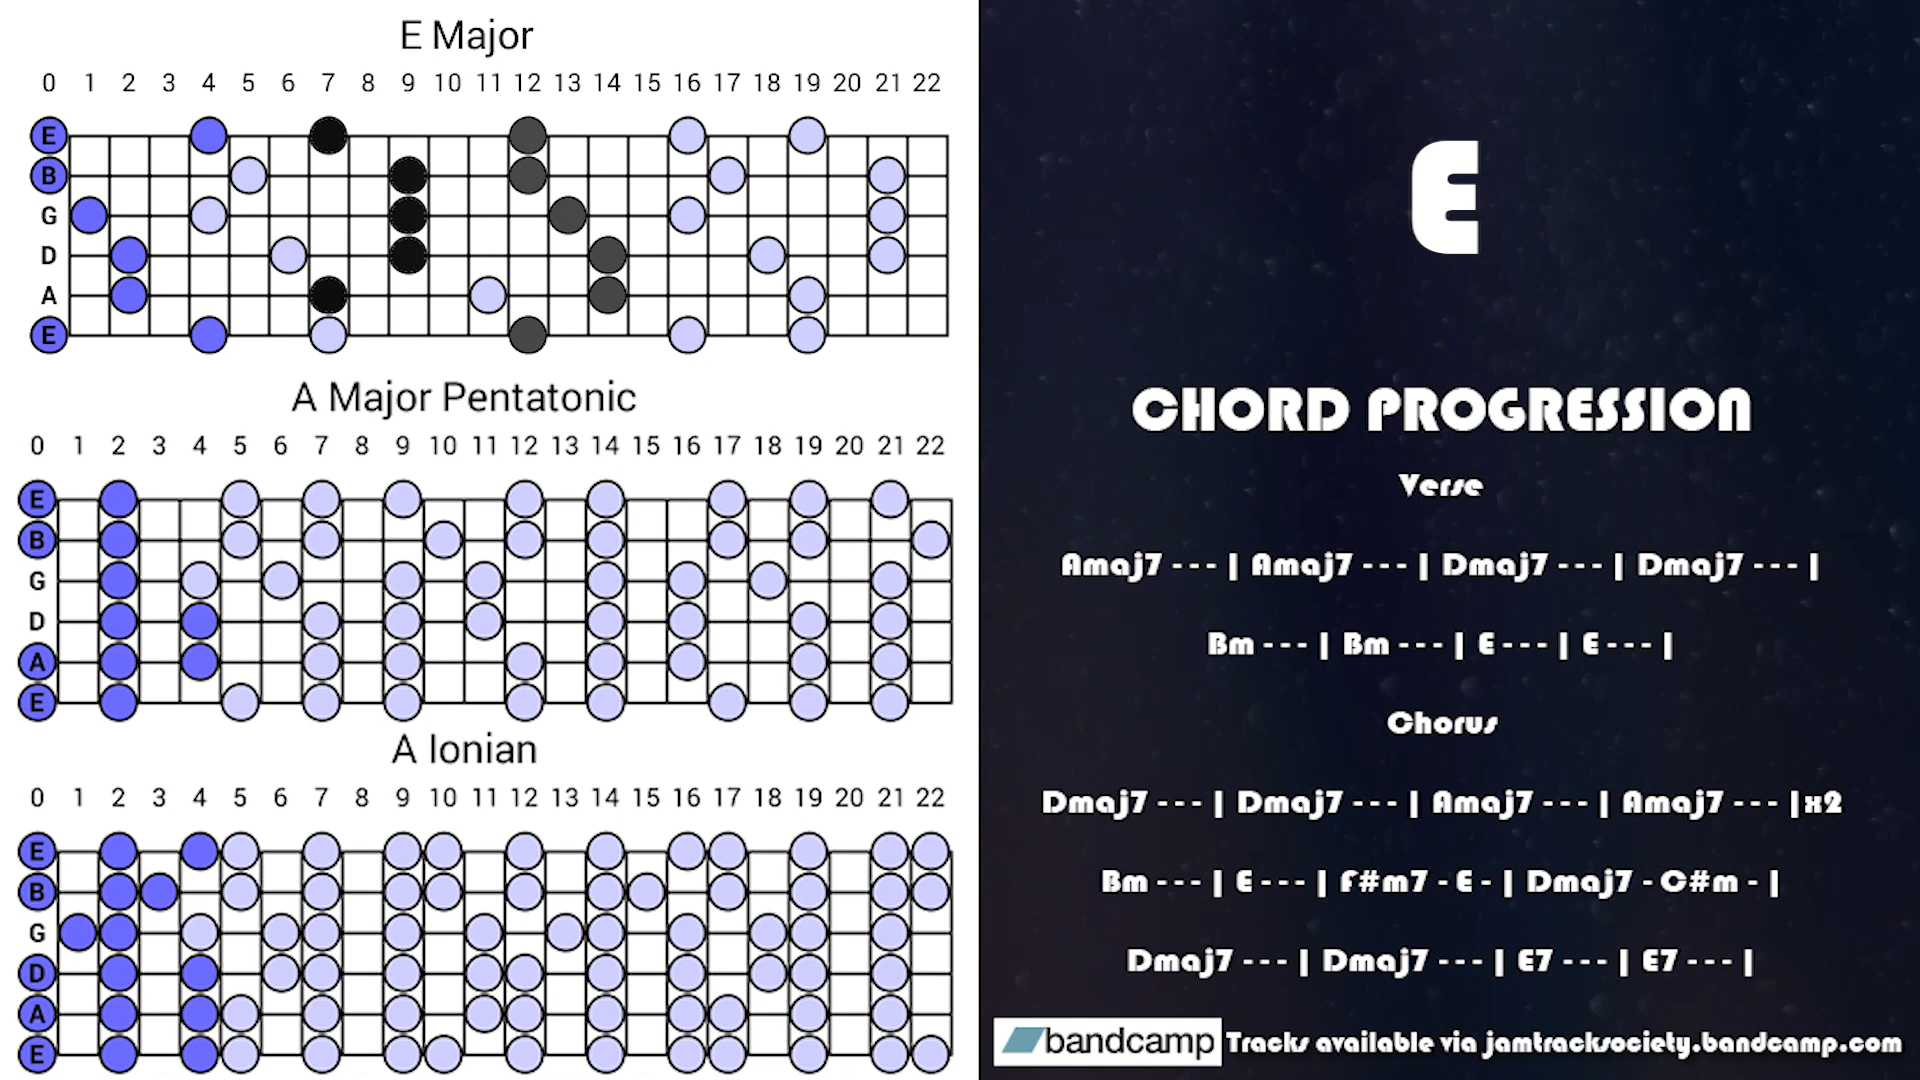 E Major
0 1 2 3 4 5 6 7 8 9 10 11 12 13 14 15 16 17 18 19 20 21 22
E
B
G
D
A
E
A Major Pentatonic
0 1 2 3 4 5 6 7 8 9 10 11 12 13 14 15 16 17 18 19 20 21 22
E
B
G
D
A
E
A Ionian
0 1 2 3 4 5 6 7 8 9 10 11 12 13 14 15 16 17 18 19 20 21 22
E
B
G
D
A
E
E
CHORD PROGRESSION
Verse
Amaj7 - - - | Amaj7 - - - | Dmaj7 - - - | Dmaj7 - - - |
Bm - - - | Bm - - - | E - - - | E - - - |
Chorus
Dmaj7 - - - | Dmaj7 - - - | Amaj7 - - - | Amaj7 - - - |x2
Bm - - - | E - - - | F#m7 - E - | Dmaj7 - C#m - |
Dmaj7 - - - | Dmaj7 - - - | E7 - - - | E7 - - - |
bandcamp Tracks available via jamtracksociety.bandcamp.com